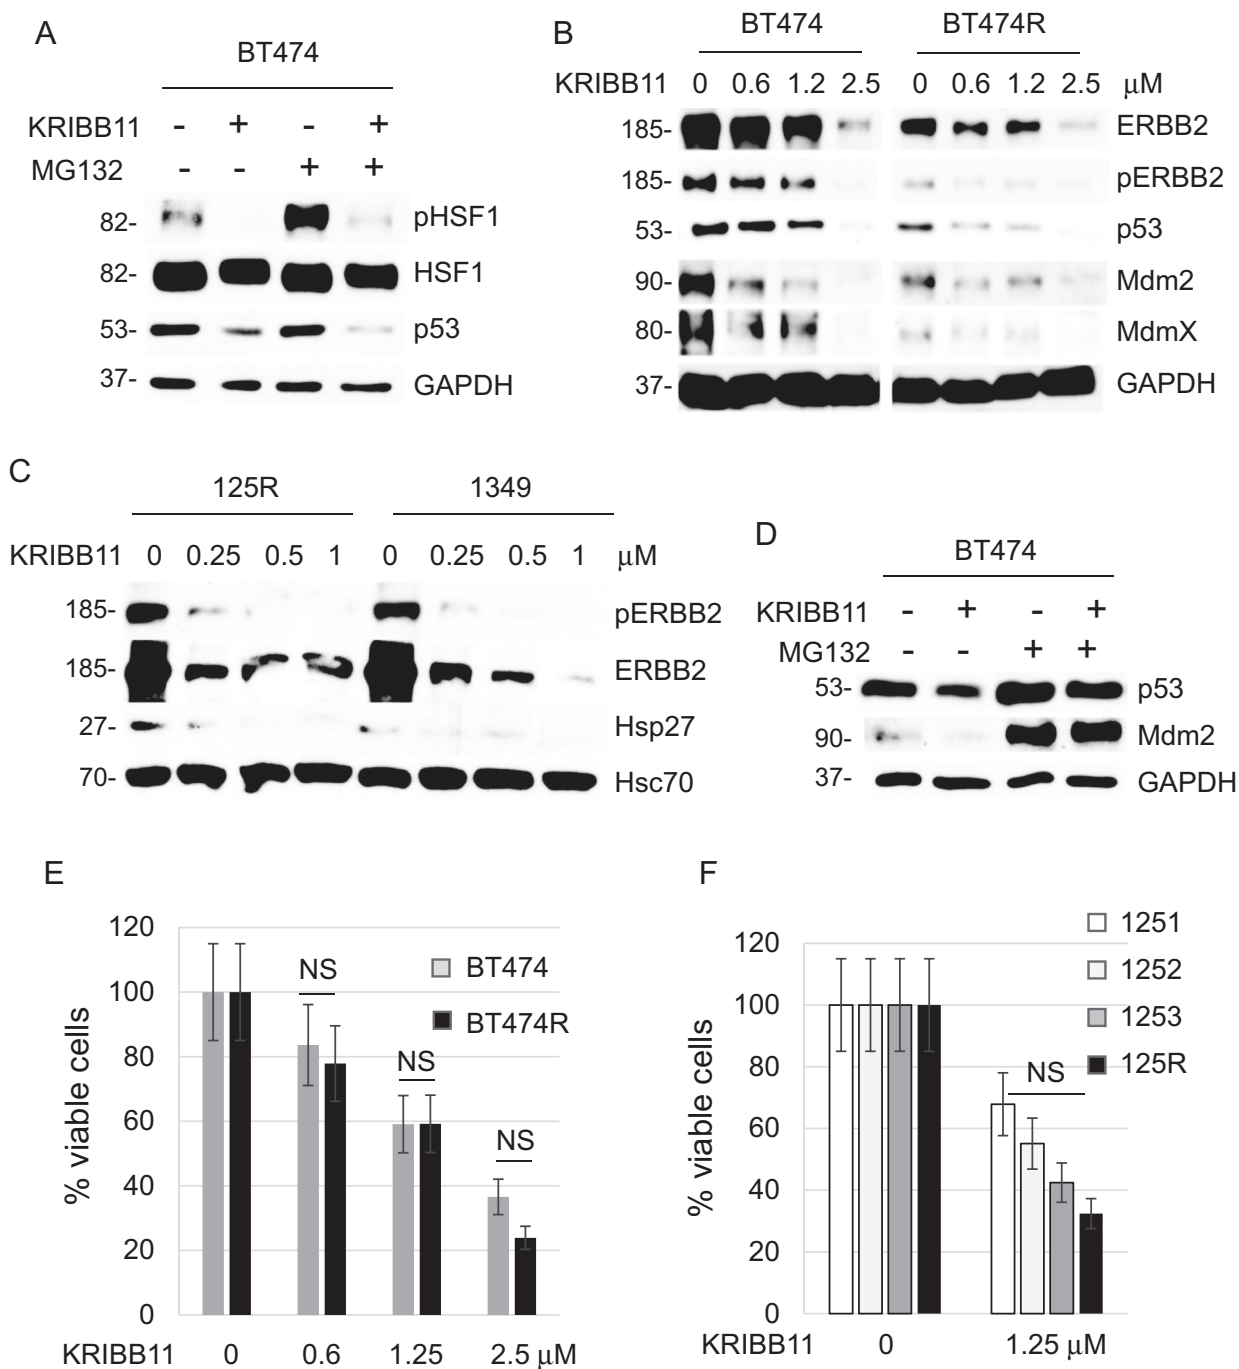 A
BT474
KRIBB11 - + - +
MG132 - - + +
82- pHSF1
82- HSF1
53- p53
37- GAPDH
B
BT474 BT474R
KRIBB11 0 0.6 1.2 2.5 0 0.6 1.2 2.5 μM
185- ERBB2
185- pERBB2
53- p53
90- Mdm2
80- MdmX
37- GAPDH
C
125R 1349
KRIBB11 0 0.25 0.5 1 0 0.25 0.5 1 μM
185- pERBB2
185- ERBB2
27- Hsp27
70- Hsc70
D
BT474
KRIBB11 - + - +
MG132 - - + +
53- p53
90- Mdm2
37- GAPDH
E
% viable cells
120
100
80
60
40
20
0
NS
NS
NS
BT474
BT474R
KRIBB11 0 0.6 1.25 2.5 μM
F
% viable cells
120
100
80
60
40
20
0
NS
1251
1252
1253
125R
KRIBB11 0 1.25 μM